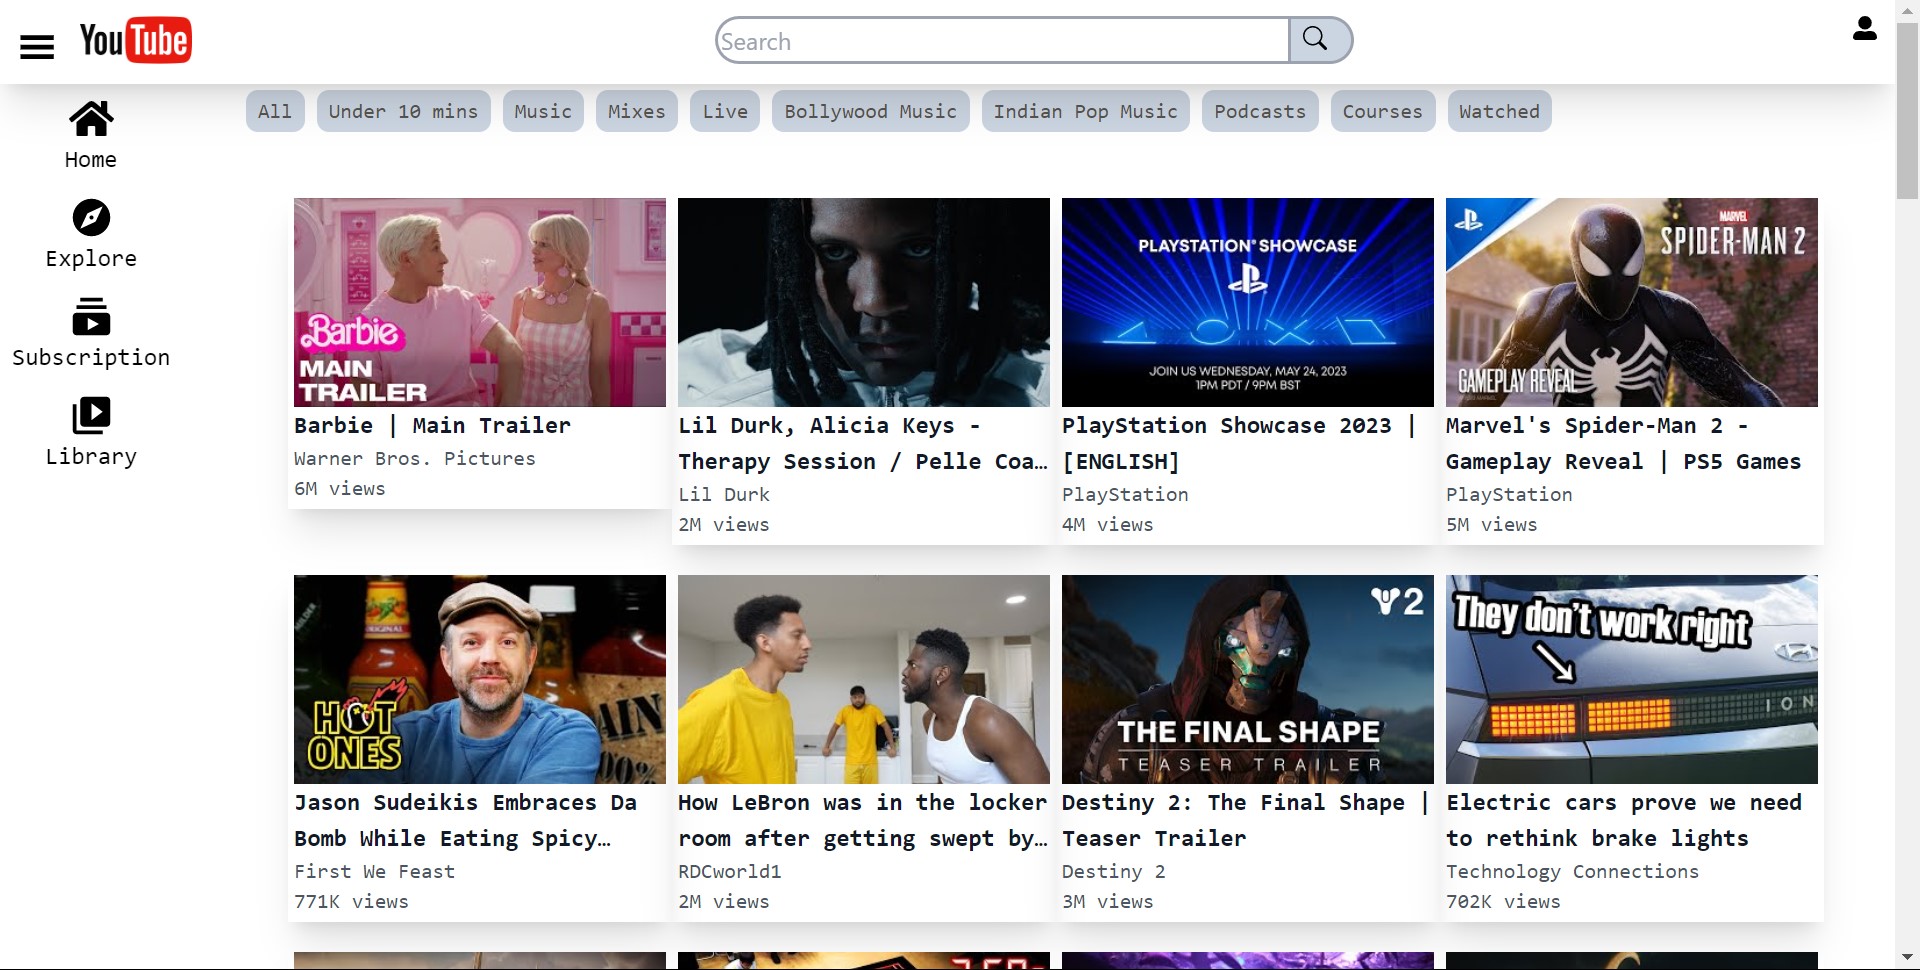 YouTube
Search
All
Under 10 mins
Music
Mixes
Live
Bollywood Music
Indian Pop Music
Podcasts
Courses
Watched
Home
Explore
Subscription
Library
Barbie
MAIN
TRAILER
Barbie | Main Trailer
Warner Bros. Pictures
6M views
Lil Durk, Alicia Keys -
Therapy Session / Pelle Coa…
Lil Durk
2M views
PLAYSTATION® SHOWCASE
JOIN US WEDNESDAY, MAY 24, 2023
1PM PDT / 9PM BST
PlayStation Showcase 2023 |
[ENGLISH]
PlayStation
4M views
MARVEL
SPIDER-MAN 2
GAMEPLAY REVEAL
Marvel's Spider-Man 2 -
Gameplay Reveal | PS5 Games
PlayStation
5M views
ORIGINAL
HOT
ONES
Jason Sudeikis Embraces Da
Bomb While Eating Spicy…
First We Feast
771K views
How LeBron was in the locker
room after getting swept by…
RDCworld1
2M views
2
THE FINAL SHAPE
TEASER TRAILER
Destiny 2: The Final Shape |
Teaser Trailer
Destiny 2
3M views
They don't work right
ION
Electric cars prove we need
to rethink brake lights
Technology Connections
702K views